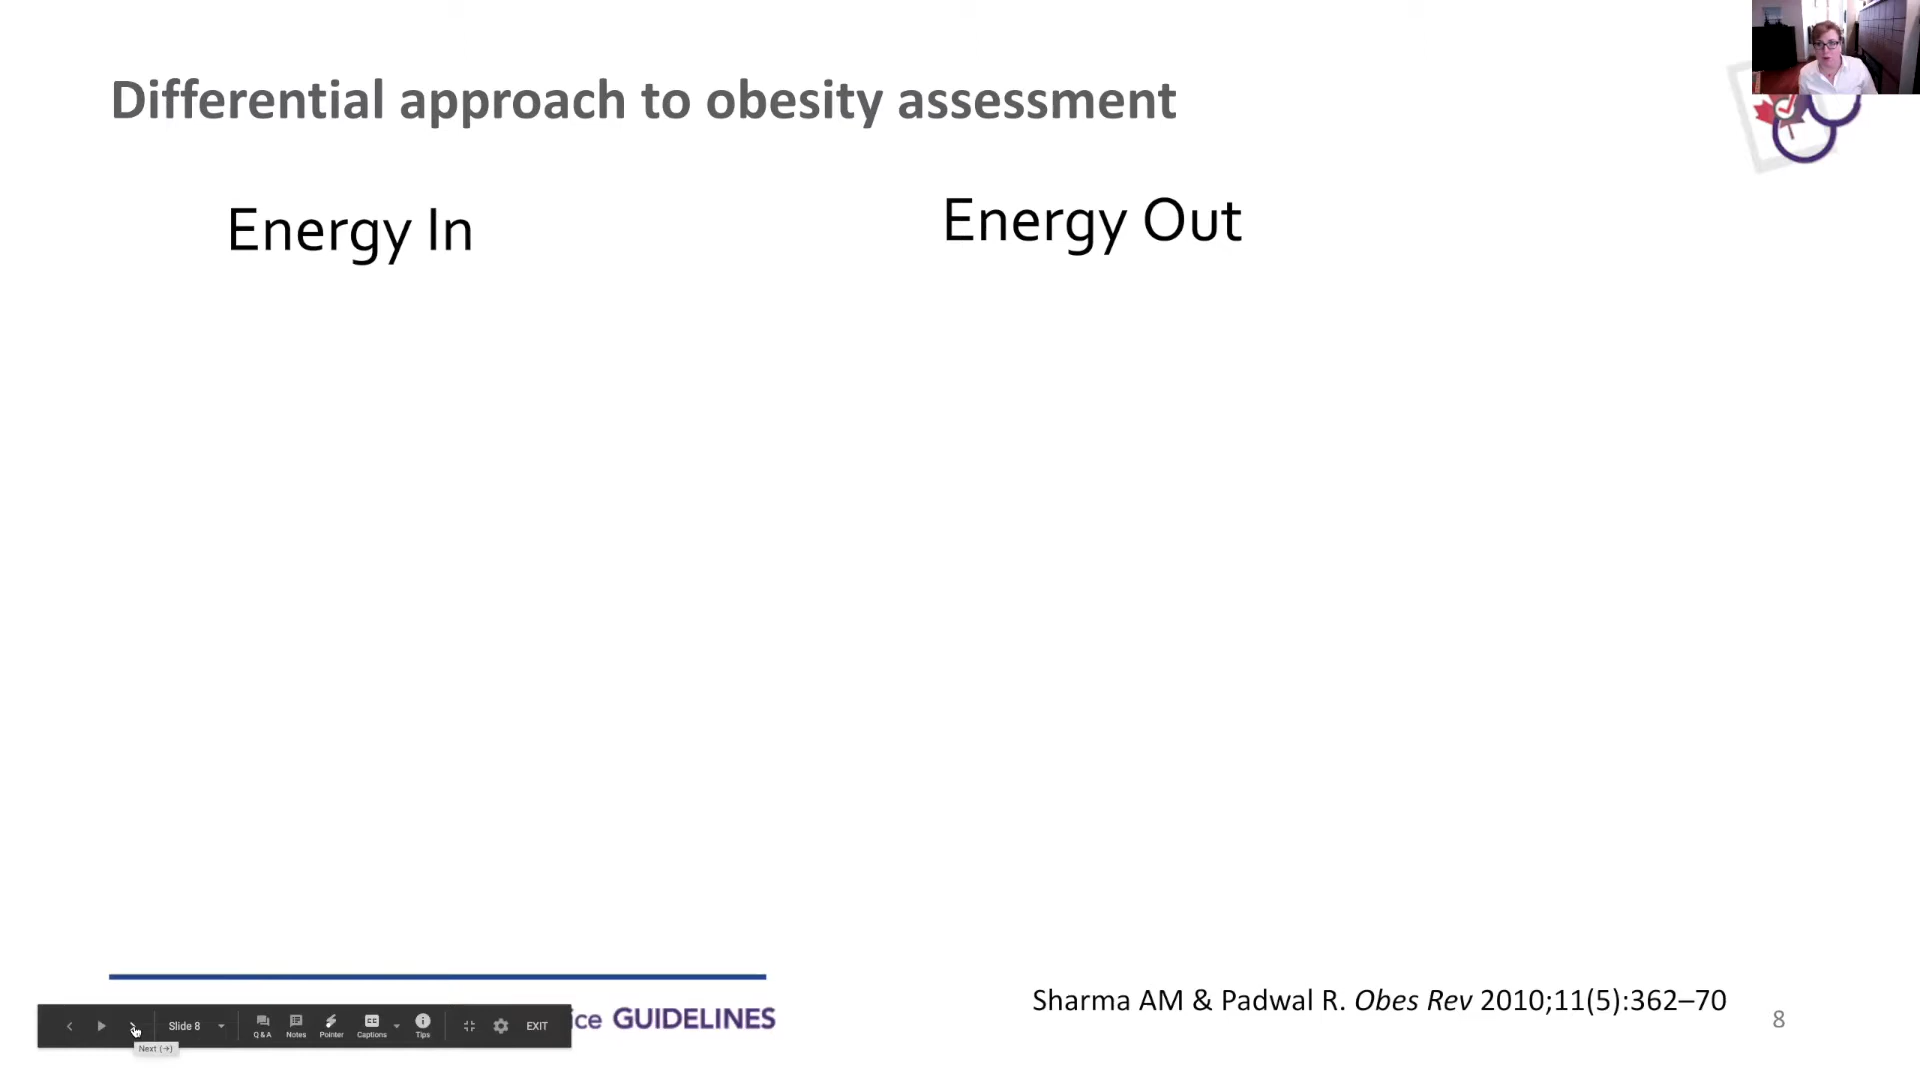 Differential approach to obesity assessment
Energy In
Energy Out
Sharma AM & Padwal R. Obes Rev 2010;11(5):362–70
ice GUIDELINES
8
Slide 8
Q & A
Notes
Pointer
Captions
Tips
EXIT
Next (→)